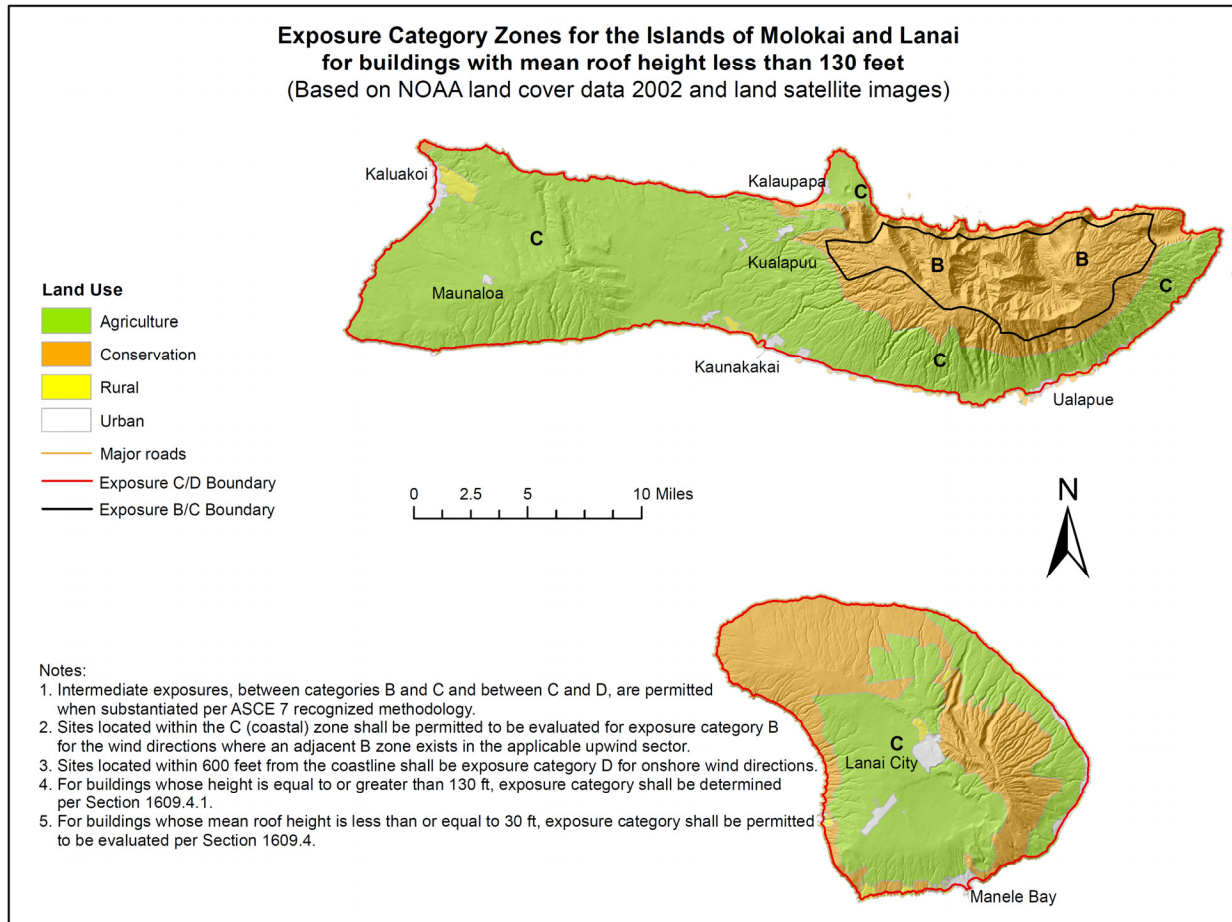 Exposure Category Zones for the Islands of Molokai and Lanai
for buildings with mean roof height less than 130 feet
(Based on NOAA land cover data 2002 and land satellite images)
Kaluakoi
Kalaupapa
C
C
B
B
Kualapuu
C
Maunaloa
C
Kaunakakai
Ualapue
Land Use
Agriculture
Conservation
Rural
Urban
Major roads
Exposure C/D Boundary
Exposure B/C Boundary
0 2.5 5 10 Miles
N
C
Lanai City
Manele Bay
Notes:
1. Intermediate exposures, between categories B and C and between C and D, are permitted
when substantiated per ASCE 7 recognized methodology.
2. Sites located within the C (coastal) zone shall be permitted to be evaluated for exposure category B
for the wind directions where an adjacent B zone exists in the applicable upwind sector.
3. Sites located within 600 feet from the coastline shall be exposure category D for onshore wind directions.
4. For buildings whose height is equal to or greater than 130 ft, exposure category shall be determined
per Section 1609.4.1.
5. For buildings whose mean roof height is less than or equal to 30 ft, exposure category shall be permitted
to be evaluated per Section 1609.4.